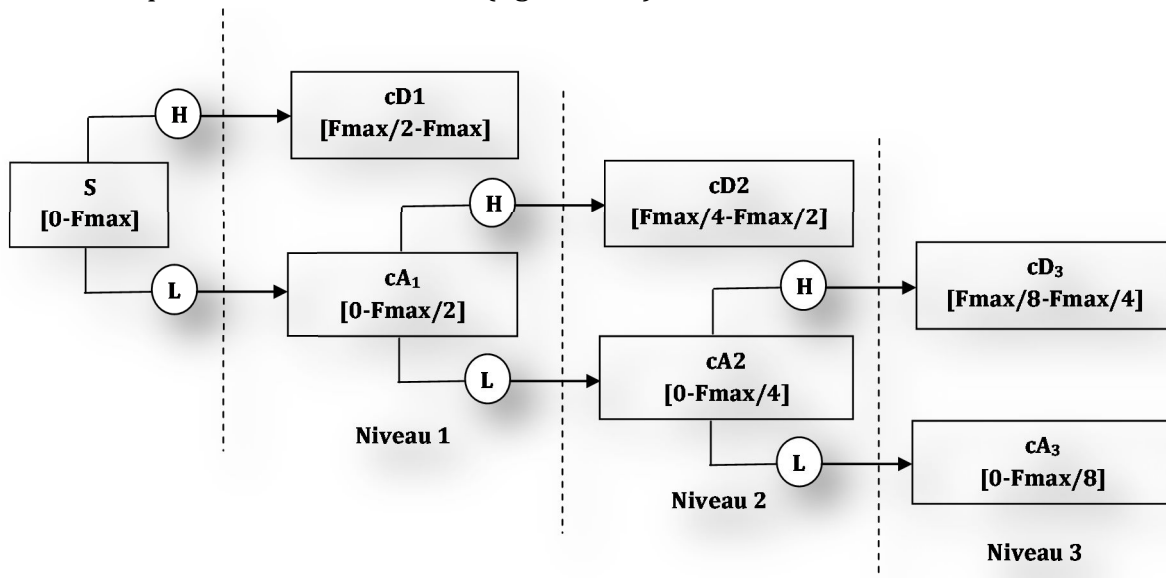 H
cD1
[Fmax/2-Fmax]
S
[0-Fmax]
L
cA₁
[0-Fmax/2]
H
cD2
[Fmax/4-Fmax/2]
L
cA2
[0-Fmax/4]
H
cD₃
[Fmax/8-Fmax/4]
L
cA₃
[0-Fmax/8]
Niveau 1
Niveau 2
Niveau 3